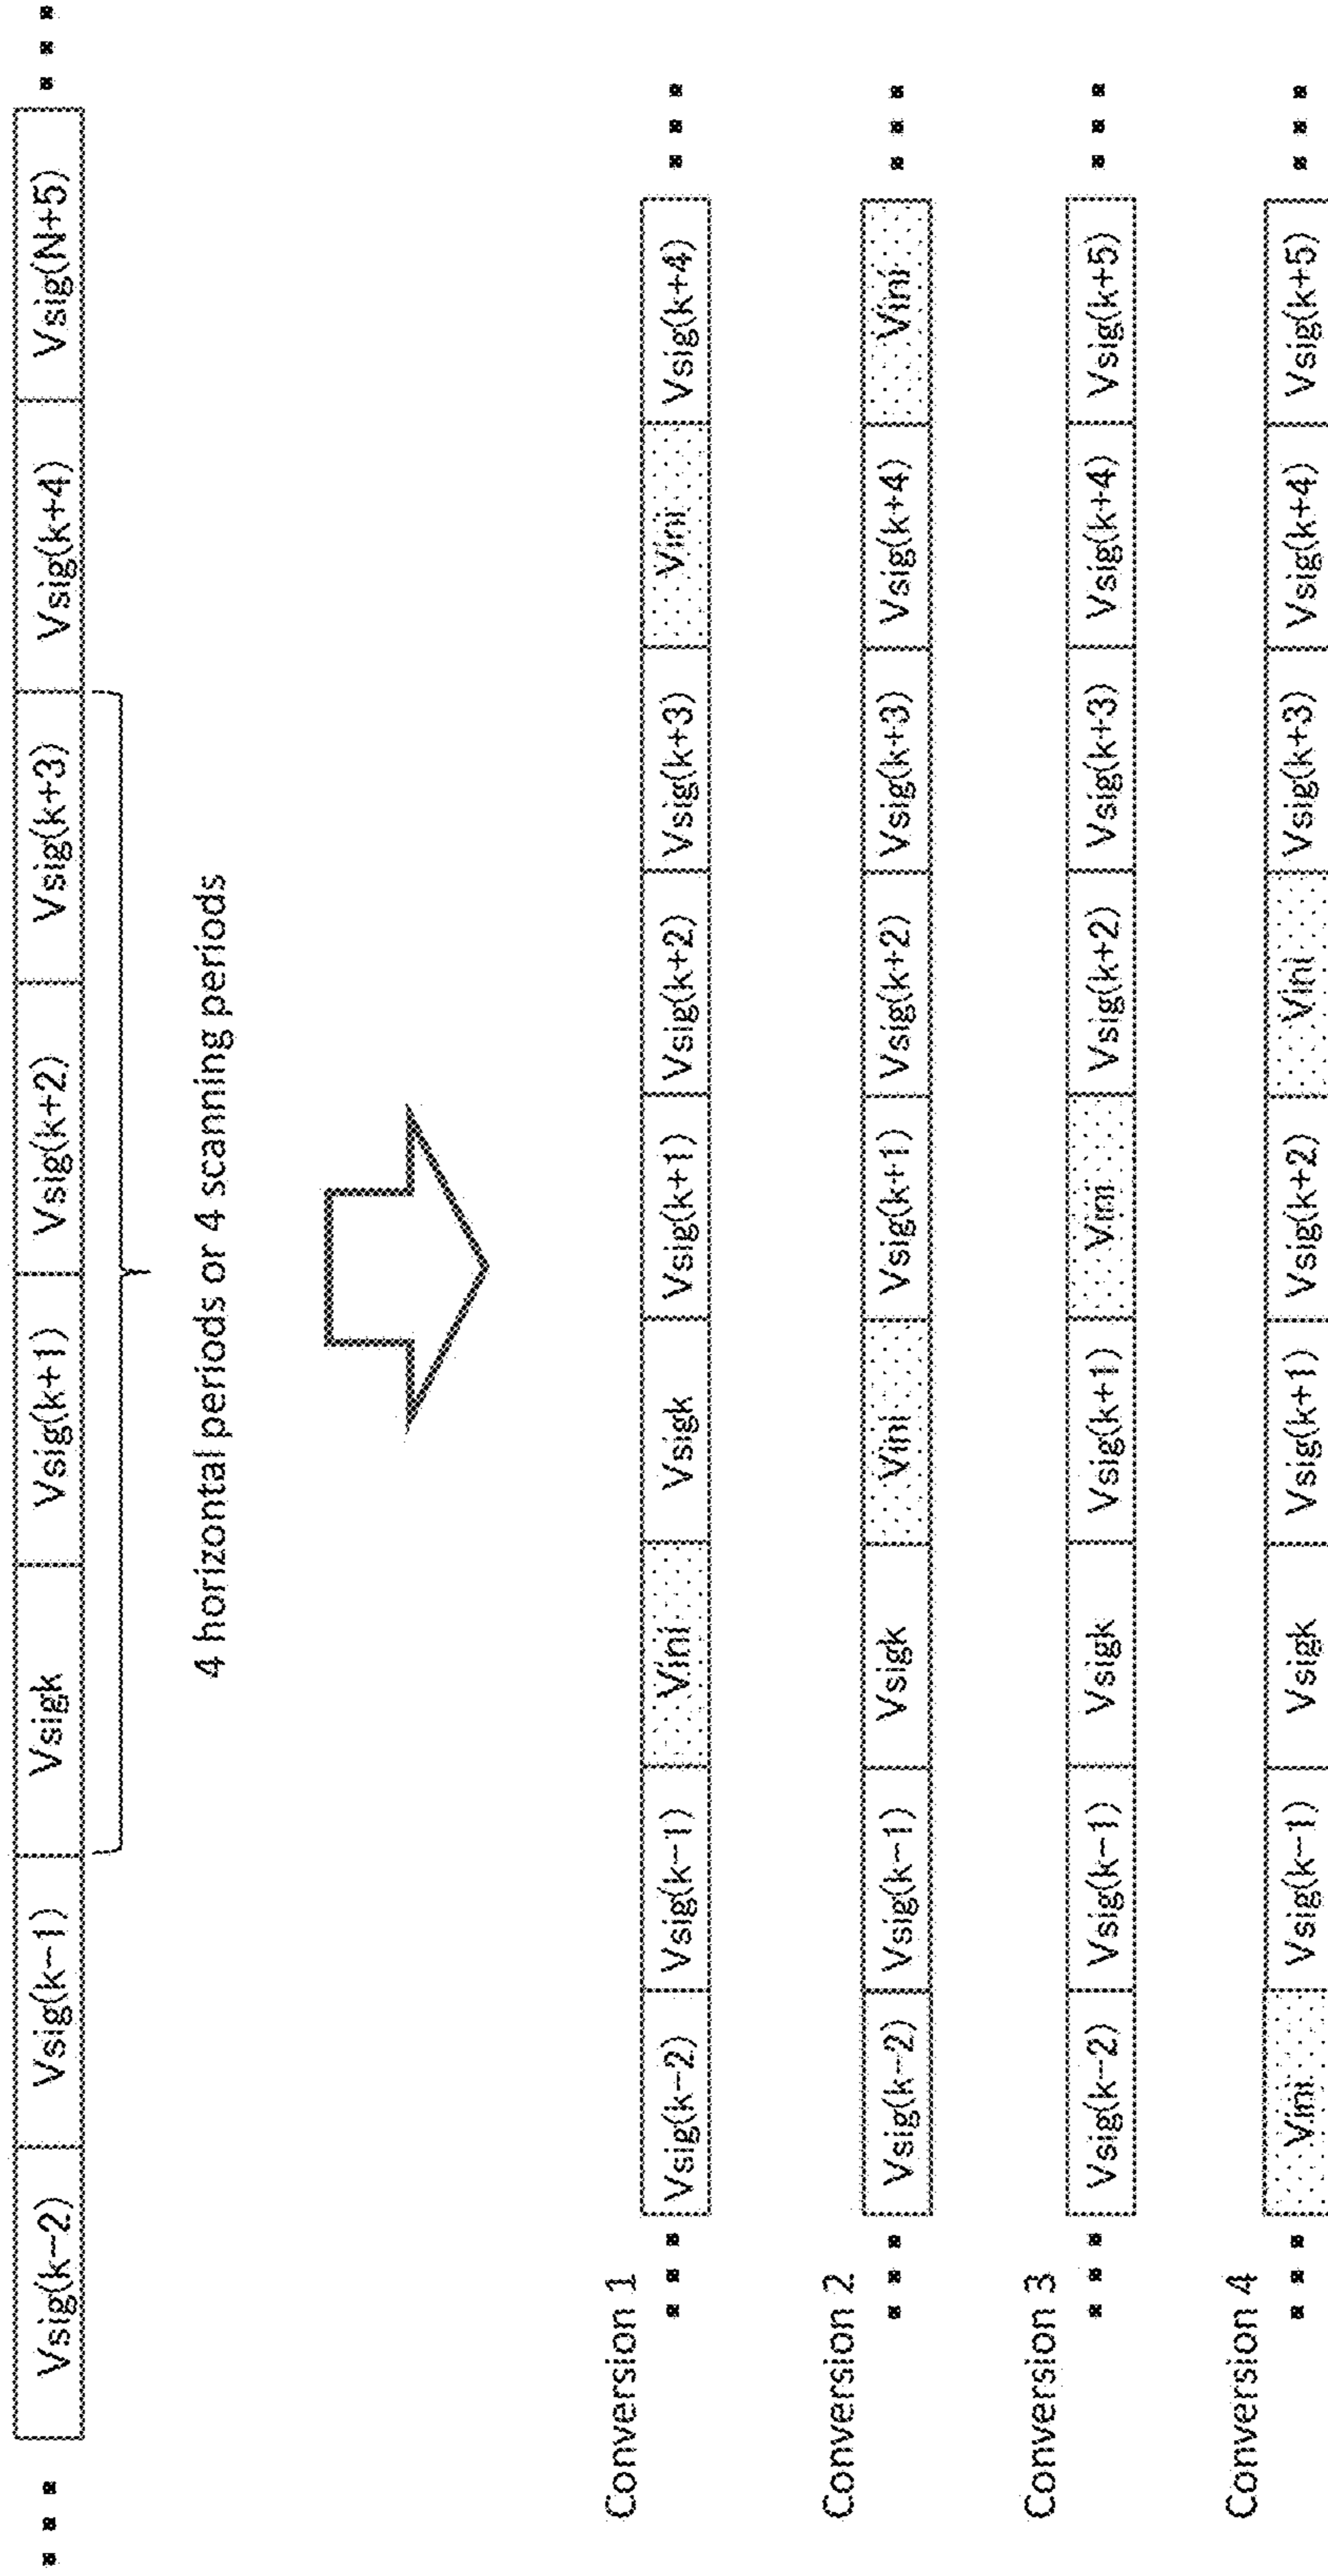 Vsig(k-2) Vsig(k-1) Vsigk Vsig(k+1) Vsig(k+2) Vsig(k+3) Vsig(k+4) Vsig(N+5)
4 horizontal periods or 4 scanning periods
Conversion 1
Vsig(k-2) Vsig(k-1) Vini Vsigk Vsig(k+1) Vsig(k+2) Vsig(k+3) Vini Vsig(k+4)
Conversion 2
Vsig(k-2) Vsig(k-1) Vsigk Vini Vsig(k+1) Vsig(k+2) Vsig(k+3) Vsig(k+4) Vini
Conversion 3
Vsig(k-2) Vsig(k-1) Vsigk Vsig(k+1) Vini Vsig(k+2) Vsig(k+3) Vsig(k+4) Vsig(k+5)
Conversion 4
Vini Vsig(k-1) Vsigk Vsig(k+1) Vsig(k+2) Vini Vsig(k+3) Vsig(k+4) Vsig(k+5)